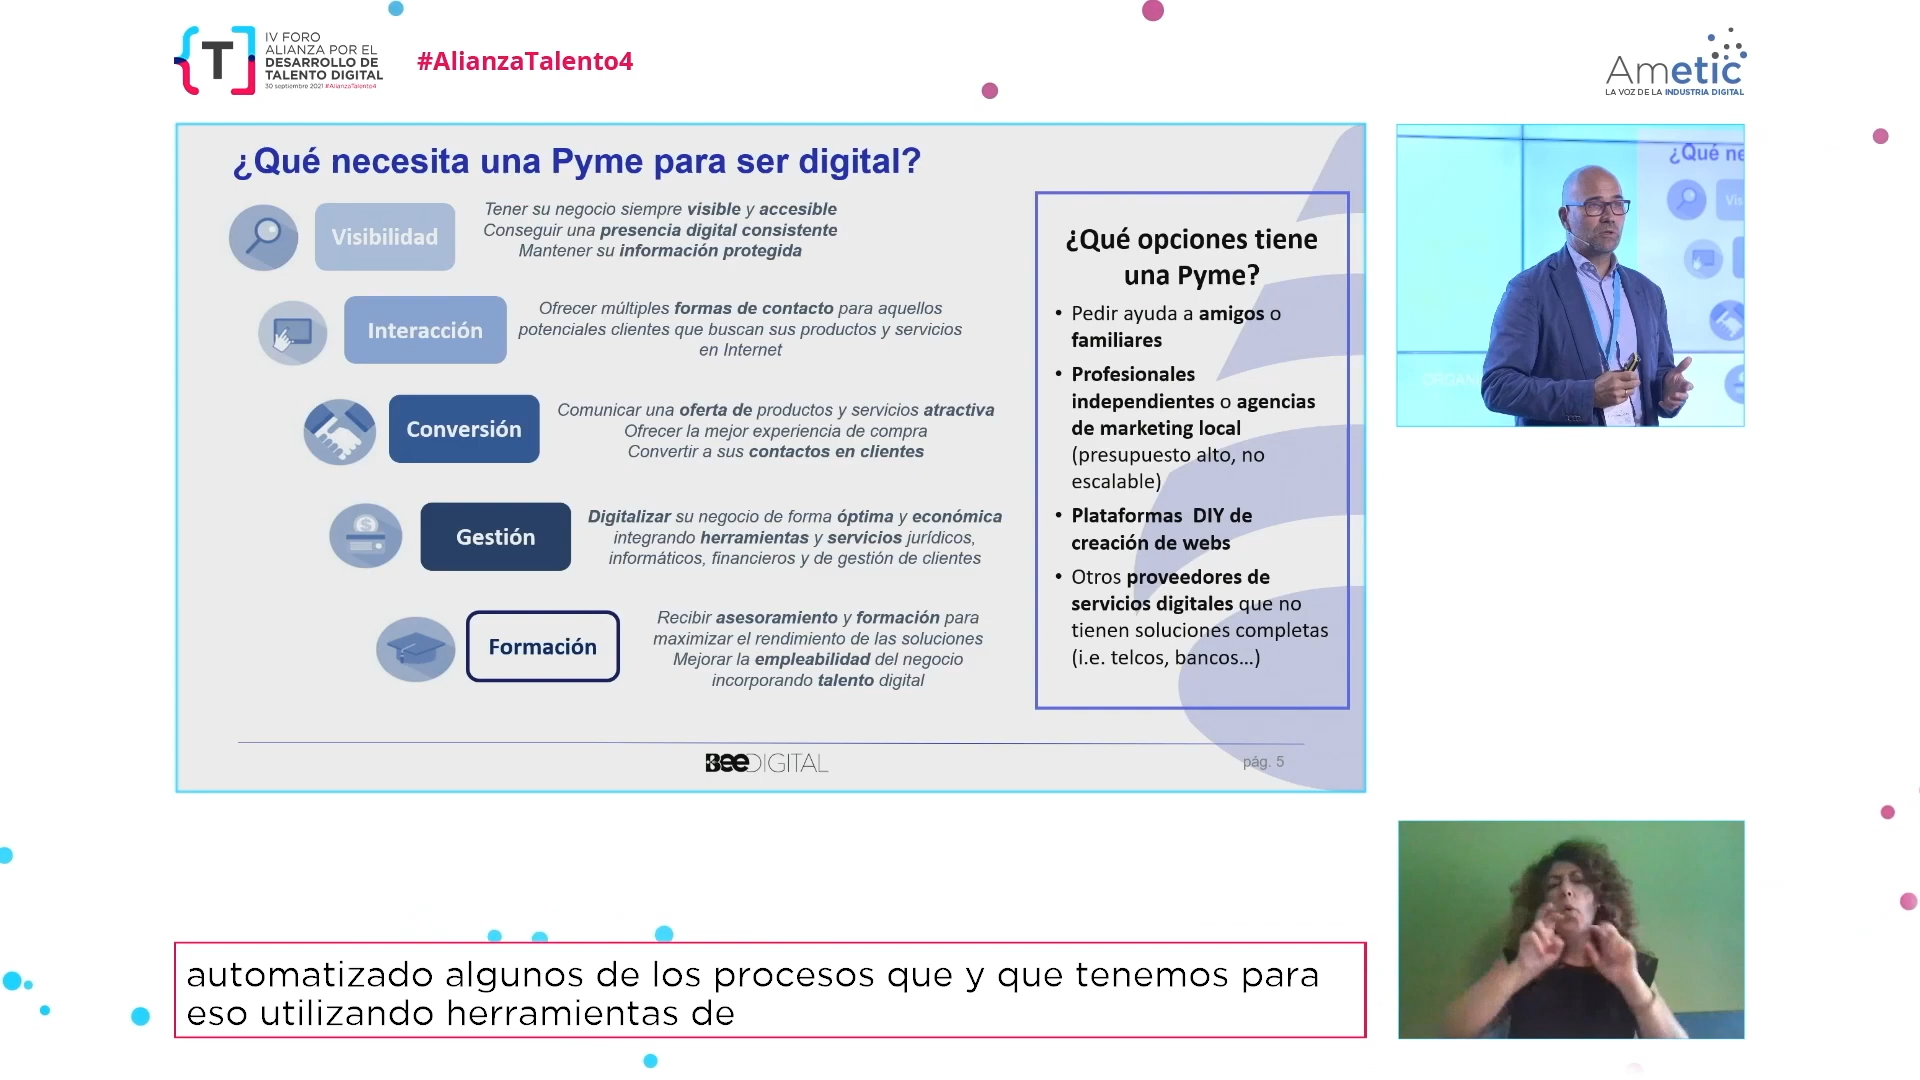 IV FORO
ALIANZA POR EL
DESARROLLO DE
TALENTO DIGITAL
30 septiembre 2021 #AlianzaTalento4
{T]
#AlianzaTalento4
Ametic
LA VOZ DE LA INDUSTRIA DIGITAL
¿Qué necesita una Pyme para ser digital?
Visibilidad
Tener su negocio siempre visible y accesible
Conseguir una presencia digital consistente
Mantener su información protegida
Interacción
Ofrecer múltiples formas de contacto para aquellos
potenciales clientes que buscan sus productos y servicios
en Internet
Conversión
Comunicar una oferta de productos y servicios atractiva
Ofrecer la mejor experiencia de compra
Convertir a sus contactos en clientes
Gestión
Digitalizar su negocio de forma óptima y económica
integrando herramientas y servicios jurídicos,
informáticos, financieros y de gestión de clientes
Formación
Recibir asesoramiento y formación para
maximizar el rendimiento de las soluciones
Mejorar la empleabilidad del negocio
incorporando talento digital
¿Qué opciones tiene
una Pyme?
• Pedir ayuda a amigos o
familiares
• Profesionales
independientes o agencias
de marketing local
(presupuesto alto, no
escalable)
• Plataformas DIY de
creación de webs
• Otros proveedores de
servicios digitales que no
tienen soluciones completas
(i.e. telcos, bancos...)
BeeDIGITAL
pág. 5
¿Qué ne
Vis
automatizado algunos de los procesos que y que tenemos para
eso utilizando herramientas de